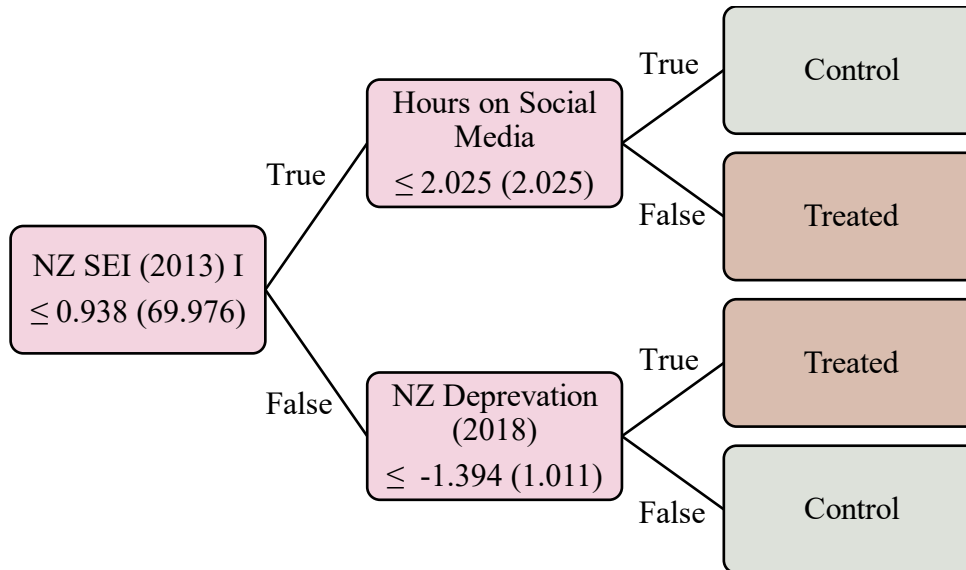 NZ SEI (2013) I
≤ 0.938 (69.976)
True
False
Hours on Social
Media
≤ 2.025 (2.025)
True
False
NZ Deprevation
(2018)
≤ -1.394 (1.011)
True
False
Control
Treated
Treated
Control